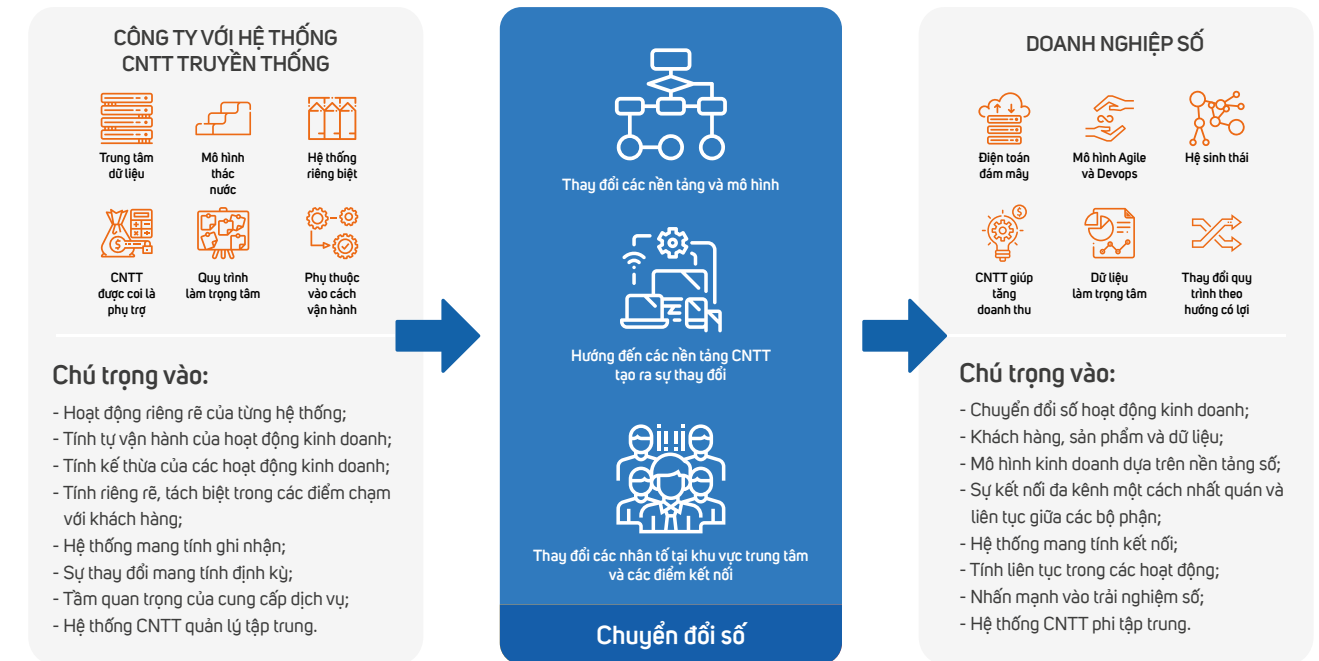 CÔNG TY VỚI HỆ THỐNG
CNTT TRUYỀN THỐNG
Trung tâm
dữ liệu
Mô hình
thác
nước
Hệ thống
riêng biệt
CNTT
được coi là
phụ trợ
Quy trình
làm trọng tâm
Phụ thuộc
vào cách
vận hành
Chú trọng vào:
- Hoạt động riêng rẽ của từng hệ thống;
- Tính tự vận hành của hoạt động kinh doanh;
- Tính kế thừa của các hoạt động kinh doanh;
- Tính riêng rẽ, tách biệt trong các điểm chạm
với khách hàng;
- Hệ thống mang tính ghi nhận;
- Sự thay đổi mang tính định kỳ;
- Tầm quan trọng của cung cấp dịch vụ;
- Hệ thống CNTT quản lý tập trung.
Thay đổi các nền tảng và mô hình
Hướng đến các nền tảng CNTT
tạo ra sự thay đổi
Thay đổi các nhân tố tại khu vực trung tâm
và các điểm kết nối
Chuyển đổi số
DOANH NGHIỆP SỐ
Điện toán
đám mây
Mô hình Agile
và Devops
Hệ sinh thái
CNTT giúp
tăng
doanh thu
Dữ liệu
làm trọng tâm
Thay đổi quy
trình theo
hướng có lợi
Chú trọng vào:
- Chuyển đổi số hoạt động kinh doanh;
- Khách hàng, sản phẩm và dữ liệu;
- Mô hình kinh doanh dựa trên nền tảng số;
- Sự kết nối đa kênh một cách nhất quán và
liên tục giữa các bộ phận;
- Hệ thống mang tính kết nối;
- Tính liên tục trong các hoạt động;
- Nhấn mạnh vào trải nghiệm số;
- Hệ thống CNTT phi tập trung.